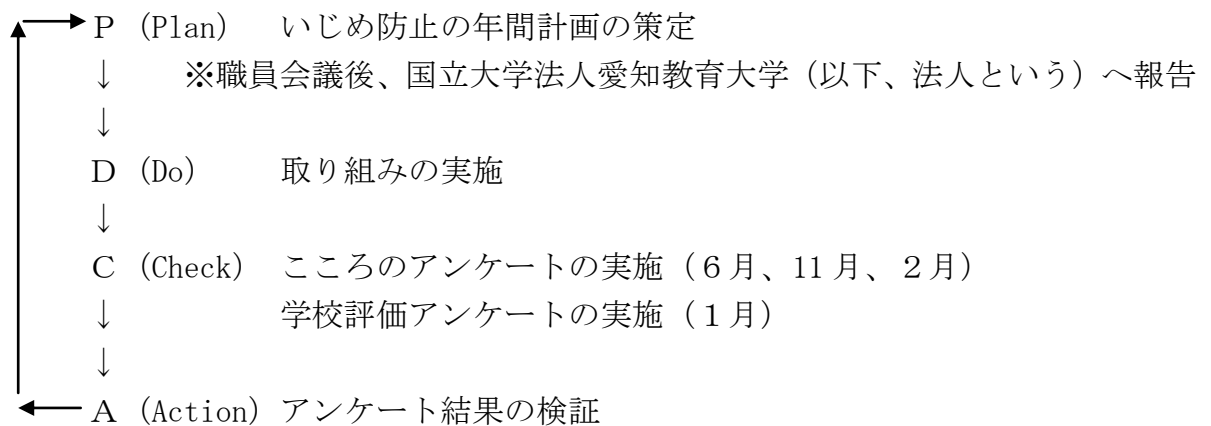 Ｐ (Plan) いじめ防止の年間計画の策定
↓ ※職員会議後、国立大学法人愛知教育大学（以下、法人という）へ報告
↓
Ｄ (Do) 取り組みの実施
↓
Ｃ (Check) こころのアンケートの実施（６月、11月、２月）
↓ 学校評価アンケートの実施（１月）
↓
Ａ (Action) アンケート結果の検証